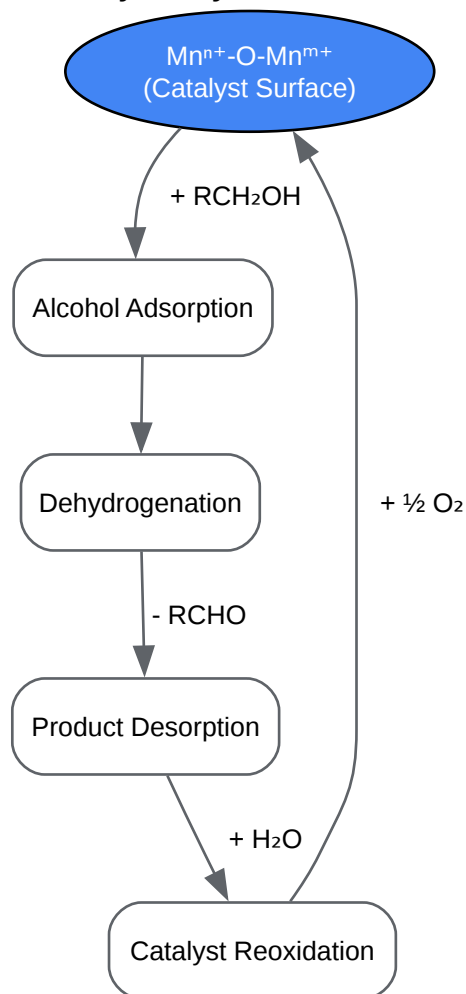 Mnⁿ⁺-O-Mnᵐ⁺
(Catalyst Surface)
+ RCH₂OH
Alcohol Adsorption
Dehydrogenation
+ ½ O₂
- RCHO
Product Desorption
+ H₂O
Catalyst Reoxidation